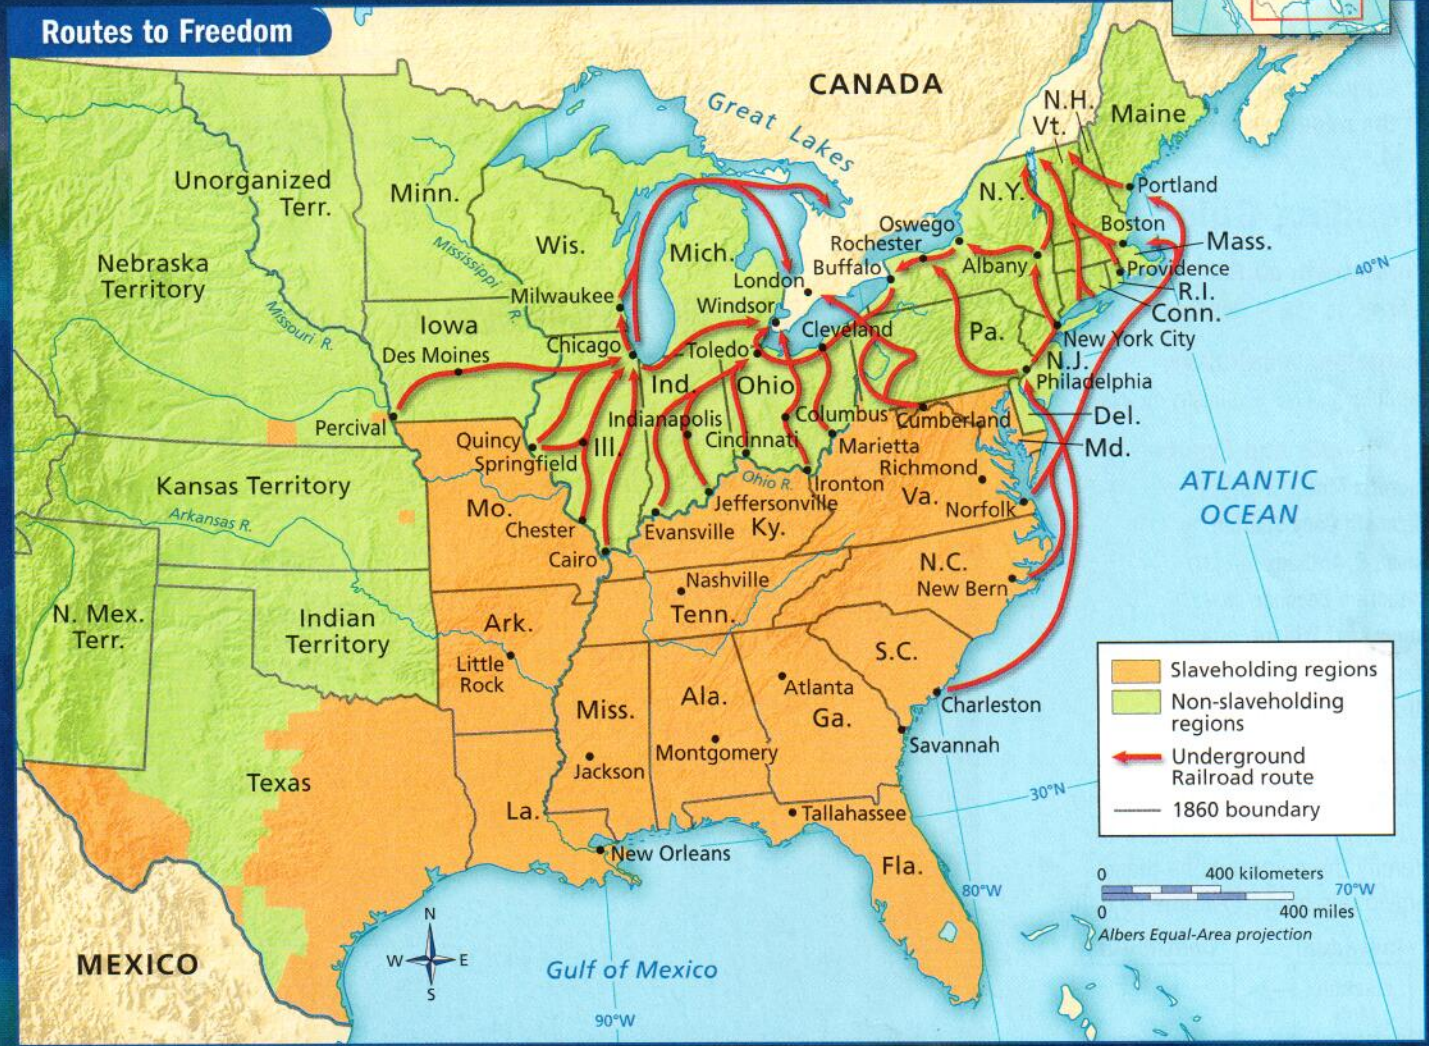 Routes to Freedom
CANADA
Great Lakes
N.H.
Vt.
Maine
Unorganized
Terr.
Minn.
N.Y.
Portland
Oswego
Boston
Mass.
Rochester
Wis.
Mich.
Nebraska
Territory
Mississippi
R.
London
Buffalo
Albany
Providence
R.I.
40°N
Milwaukee
Windsor
Conn.
Missouri R.
Iowa
Cleveland
Pa.
New York City
Chicago
Toledo
Des Moines
N.J.
Ind.
Ohio
Philadelphia
Percival
Indianapolis
Columbus
Cumberland
Del.
Quincy
Ill.
Cincinnati
Marietta
Md.
Springfield
Richmond
ATLANTIC
OCEAN
Kansas Territory
Ohio R.
Ironton
Va.
Jeffersonville
Norfolk
Mo.
Arkansas R.
Chester
Evansville
Ky.
Cairo
N.C.
Nashville
New Bern
N. Mex.
Terr.
Indian
Territory
Ark.
Tenn.
Little
Rock
S.C.
Atlanta
Charleston
Miss.
Ala.
Ga.
Montgomery
Savannah
Jackson
Texas
La.
Tallahassee
30°N
New Orleans
Fla.
80°W
70°W
MEXICO
Gulf of Mexico
90°W
N
W
E
S
Slaveholding regions
Non-slaveholding
regions
Underground
Railroad route
1860 boundary
0
400 kilometers
0
400 miles
Albers Equal-Area projection